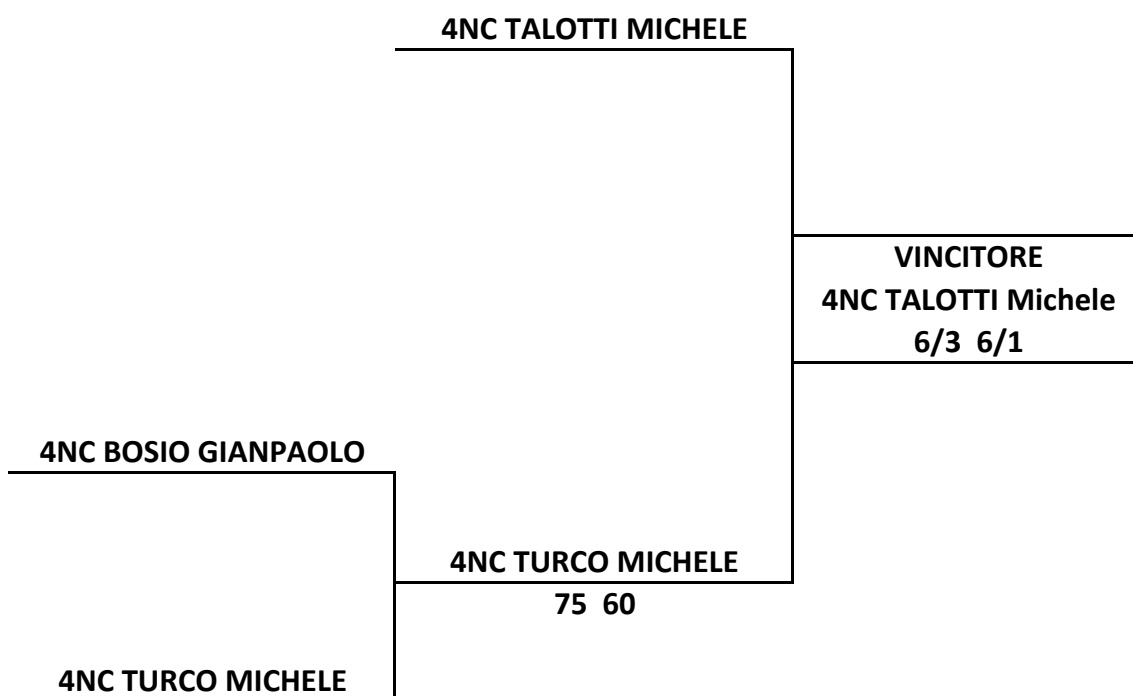 4NC TALOTTI MICHELE
VINCITORE
4NC TALOTTI Michele
6/3 6/1
4NC BOSIO GIANPAOLO
4NC TURCO MICHELE
75 60
4NC TURCO MICHELE